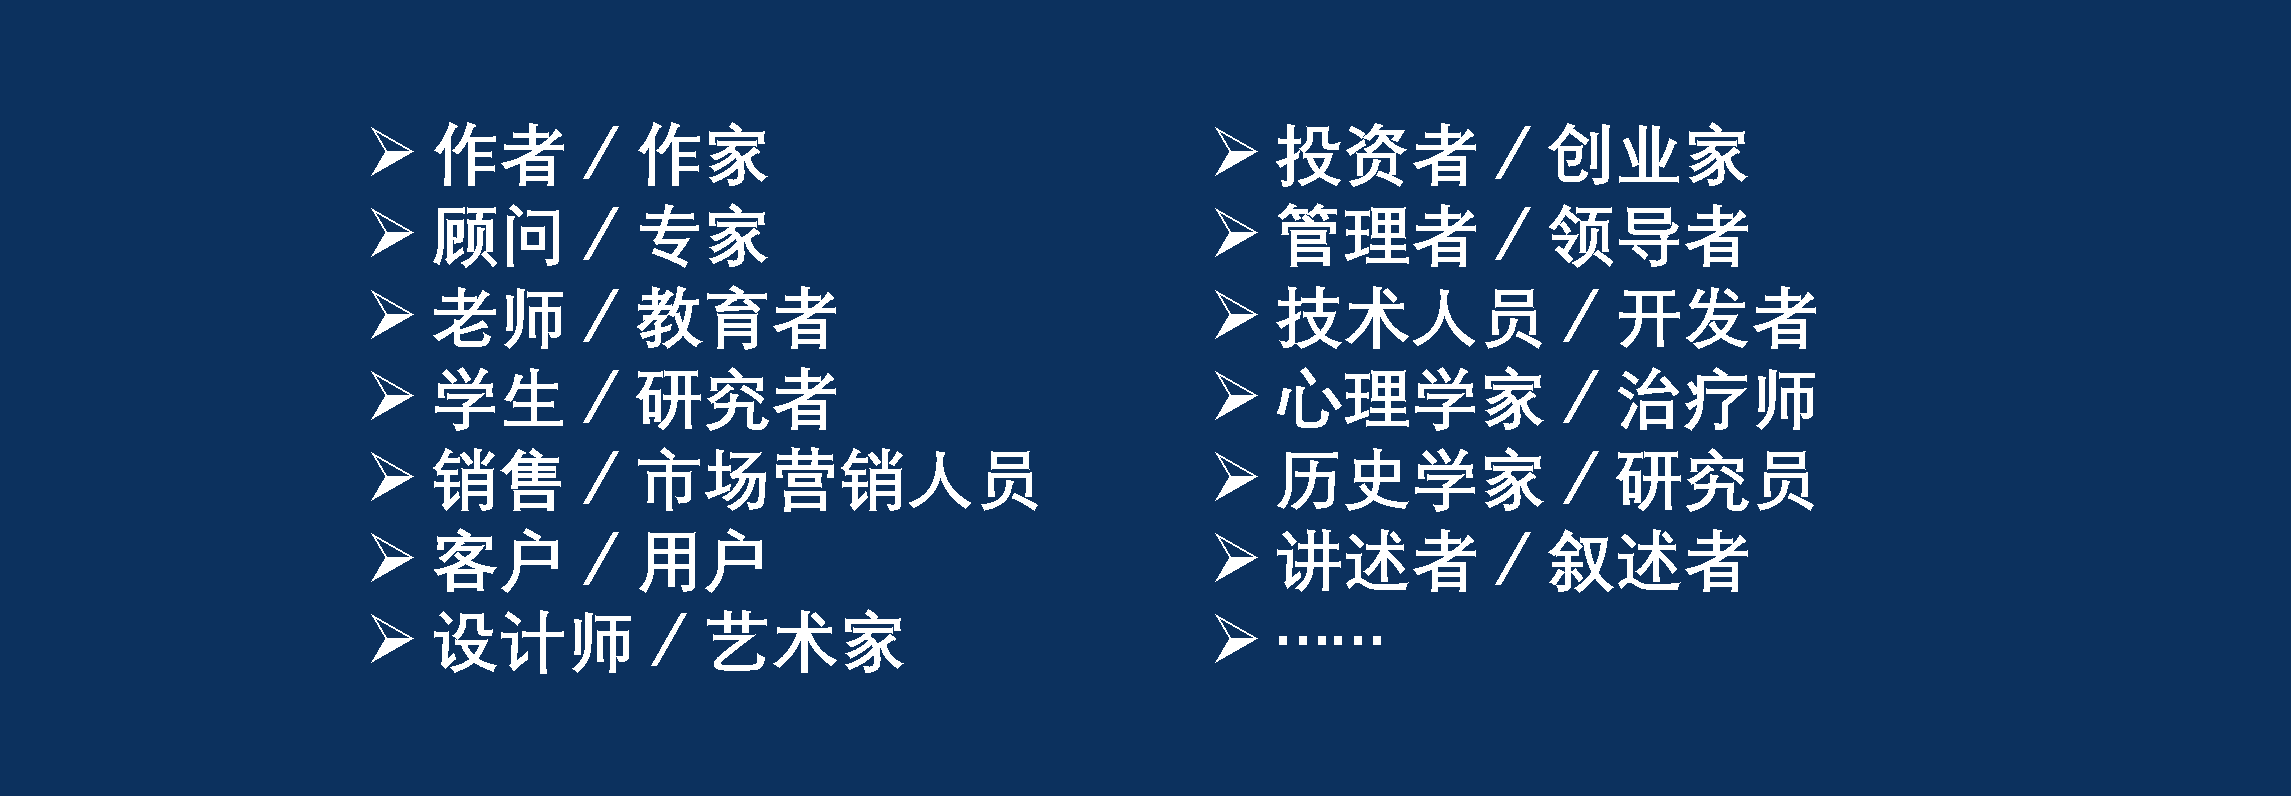 ➢ 作者 / 作家
➢ 顾问 / 专家
➢ 老师 / 教育者
➢ 学生 / 研究者
➢ 销售 / 市场营销人员
➢ 客户 / 用户
➢ 设计师 / 艺术家
➢ 投资者 / 创业家
➢ 管理者 / 领导者
➢ 技术人员 / 开发者
➢ 心理学家 / 治疗师
➢ 历史学家 / 研究员
➢ 讲述者 / 叙述者
➢ ……